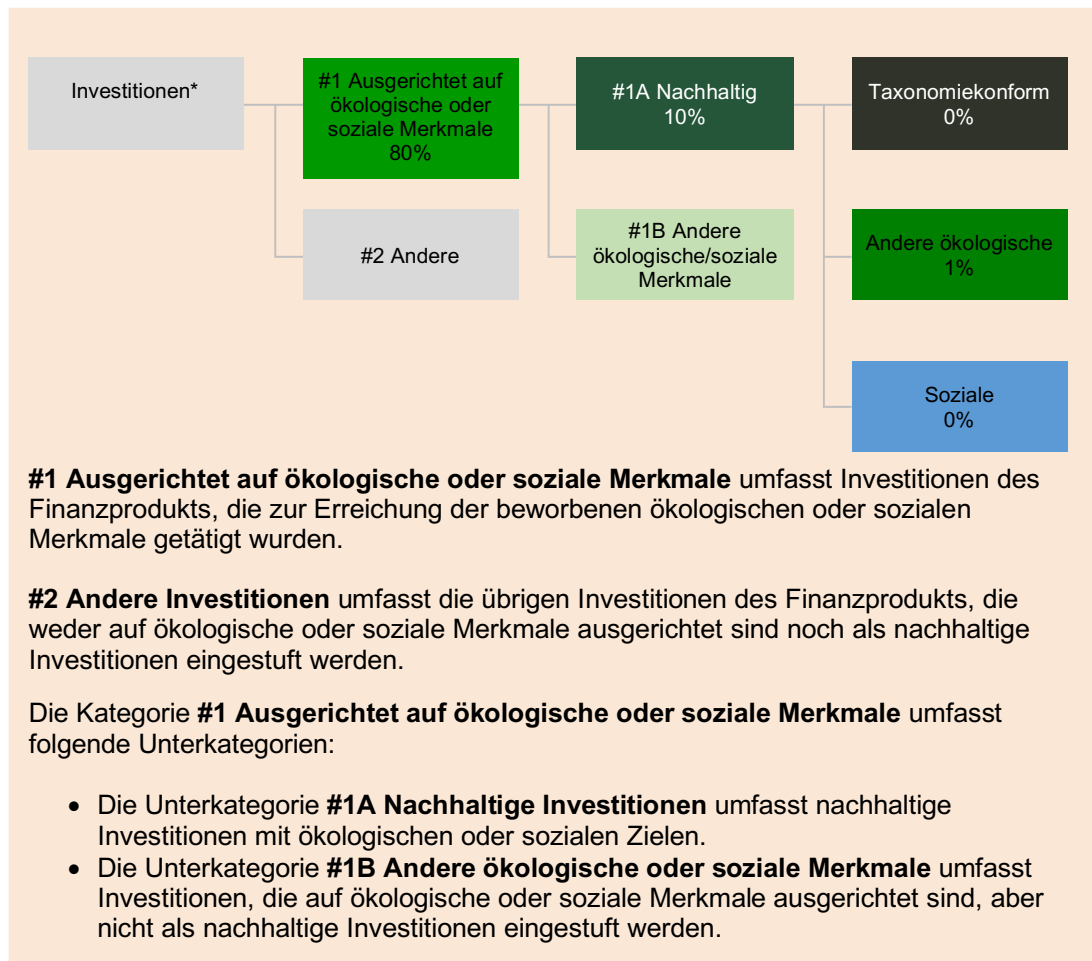 Investitionen*
#1 Ausgerichtet auf
ökologische oder
soziale Merkmale
80%
#1A Nachhaltig
10%
Taxonomiekonform
0%
#2 Andere
#1B Andere
ökologische/soziale
Merkmale
Andere ökologische
1%
Soziale
0%
#1 Ausgerichtet auf ökologische oder soziale Merkmale umfasst Investitionen des
Finanzprodukts, die zur Erreichung der beworbenen ökologischen oder sozialen
Merkmale getätigt wurden.
#2 Andere Investitionen umfasst die übrigen Investitionen des Finanzprodukts, die
weder auf ökologische oder soziale Merkmale ausgerichtet sind noch als nachhaltige
Investitionen eingestuft werden.
Die Kategorie #1 Ausgerichtet auf ökologische oder soziale Merkmale umfasst
folgende Unterkategorien:
• Die Unterkategorie #1A Nachhaltige Investitionen umfasst nachhaltige
Investitionen mit ökologischen oder sozialen Zielen.
• Die Unterkategorie #1B Andere ökologische oder soziale Merkmale umfasst
Investitionen, die auf ökologische oder soziale Merkmale ausgerichtet sind, aber
nicht als nachhaltige Investitionen eingestuft werden.